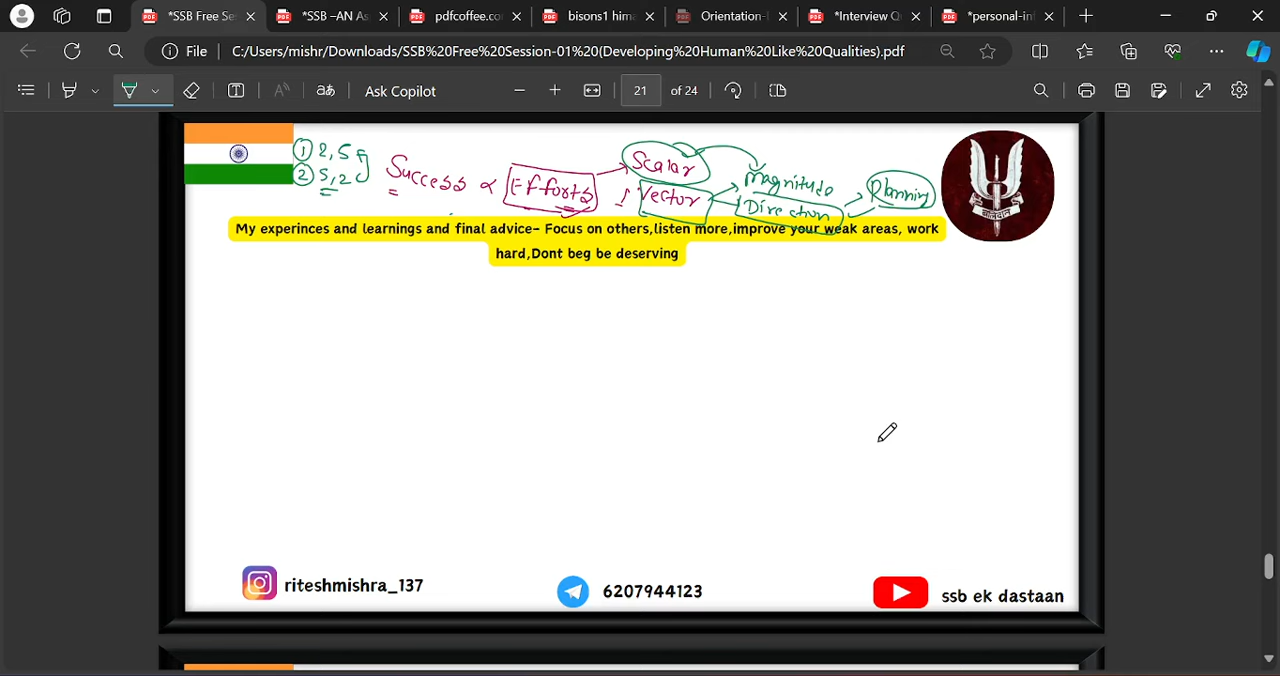 *SSB Free Se
*SSB –AN As
pdfcoffee.co
bisons1 him
Orientation-
*Interview Q
*personal-in
File
C:/Users/mishr/Downloads/SSB%20Free%20Session-01%20(Developing%20Human%20Like%20Qualities).pdf
Ask Copilot
21
of 24
① 2, 5
② 5, 2
Success ∝ Efforts
Scalar
Vector
Magnitude
Direction
Planning
My experinces and learnings and final advice- Focus on others,listen more,improve your weak areas, work
hard,Dont beg be deserving
riteshmishra_137
6207944123
ssb ek dastaan